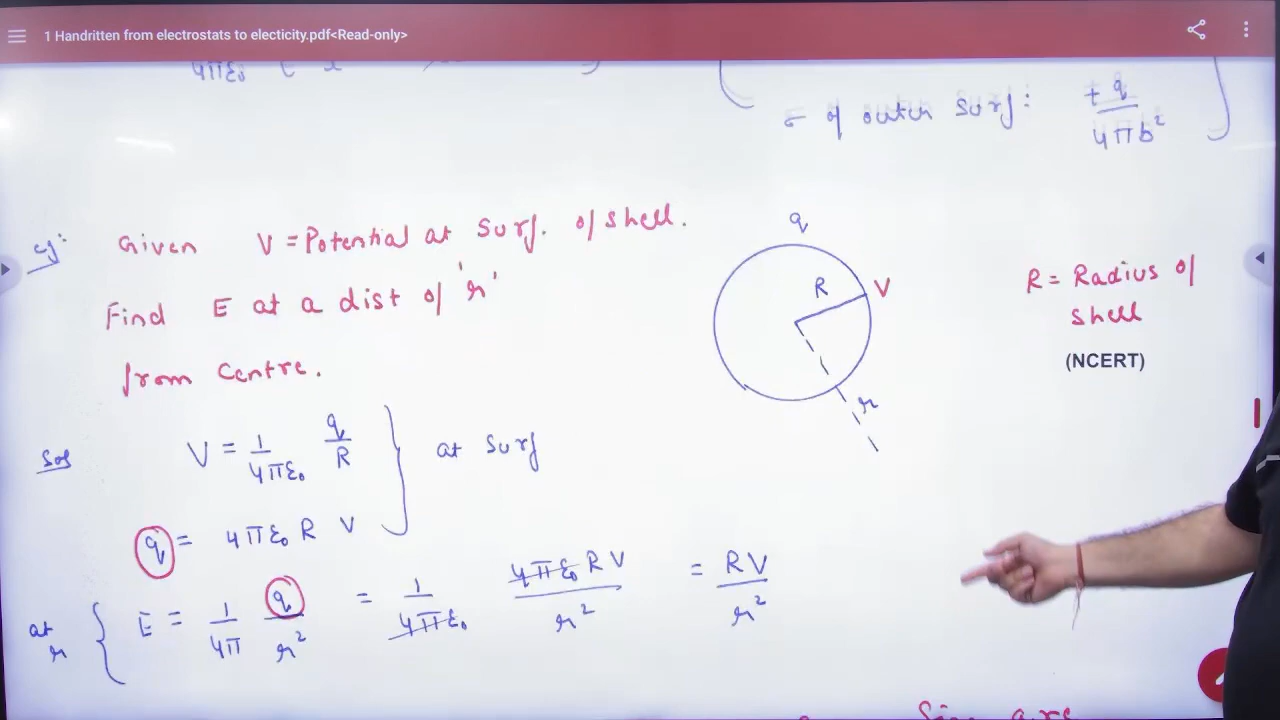 1 Handritten from electrostats to electicity.pdf<Read-only>
4πε₀
σ of outer Surf: +q/4πb²
eg: Given V = Potential at Surf. of shell.
Find E at a dist of 'r'
from Centre.
q
R
V
r
R = Radius of
shell
(NCERT)
Sol V = 1/4πε₀ q/R } at surf
q = 4πε₀ R V
at r { E = 1/4π q/r² = 1/4πε₀ 4πε₀ R V/r² = RV/r²